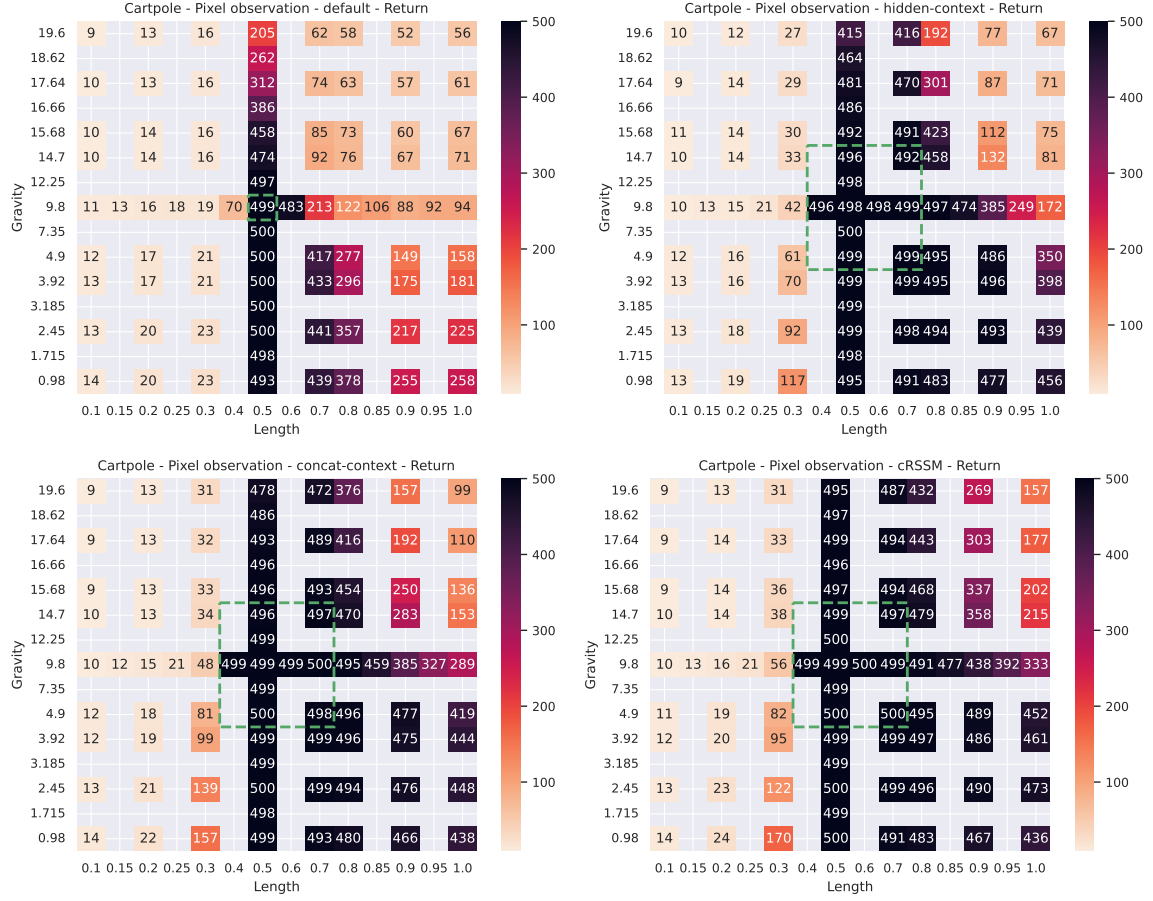 Cartpole - Pixel observation - default - Return
Gravity
19.6 9 13 16 205 62 58 52 56
18.62 262
17.64 10 13 16 312 74 63 57 61
16.66 386
15.68 10 14 16 458 85 73 60 67
14.7 10 14 16 474 92 76 67 71
12.25 497
9.8 11 13 16 18 19 70 499 483 213 122 106 88 92 94
7.35 500
4.9 12 17 21 500 417 277 149 158
3.92 13 17 21 500 433 296 175 181
3.185 500
2.45 13 20 23 500 441 357 217 225
1.715 498
0.98 14 20 23 493 439 378 255 258
0.1 0.15 0.2 0.25 0.3 0.4 0.5 0.6 0.7 0.8 0.85 0.9 0.95 1.0
Length
500
400
300
200
100
Cartpole - Pixel observation - hidden-context - Return
Gravity
19.6 10 12 27 415 416 192 77 67
18.62 464
17.64 9 14 29 481 470 301 87 71
16.66 486
15.68 11 14 30 492 491 423 112 75
14.7 10 14 33 496 492 458 132 81
12.25 498
9.8 10 13 15 21 42 496 498 498 499 497 474 385 249 172
7.35 500
4.9 12 16 61 499 499 495 486 350
3.92 13 16 70 499 499 495 496 398
3.185 499
2.45 13 18 92 499 498 494 493 439
1.715 498
0.98 13 19 117 495 491 483 477 456
0.1 0.15 0.2 0.25 0.3 0.4 0.5 0.6 0.7 0.8 0.85 0.9 0.95 1.0
Length
500
400
300
200
100
Cartpole - Pixel observation - concat-context - Return
Gravity
19.6 9 13 31 478 472 376 157 99
18.62 486
17.64 9 13 32 493 489 416 192 110
16.66 496
15.68 9 13 33 496 493 454 250 136
14.7 10 13 34 496 497 470 283 153
12.25 499
9.8 10 12 15 21 48 499 499 499 500 495 459 385 327 289
7.35 499
4.9 12 18 81 500 498 496 477 419
3.92 12 19 99 499 499 496 475 444
3.185 499
2.45 13 21 139 500 499 494 476 448
1.715 498
0.98 14 22 157 499 493 480 466 438
0.1 0.15 0.2 0.25 0.3 0.4 0.5 0.6 0.7 0.8 0.85 0.9 0.95 1.0
Length
500
400
300
200
100
Cartpole - Pixel observation - cRSSM - Return
Gravity
19.6 9 13 31 495 487 432 269 157
18.62 497
17.64 9 14 33 499 494 443 303 177
16.66 499
15.68 9 14 36 497 494 468 337 202
14.7 10 14 38 499 497 479 358 215
12.25 500
9.8 10 13 16 21 56 499 499 500 499 491 477 438 392 333
7.35 499
4.9 11 19 82 500 500 495 489 452
3.92 12 20 95 499 499 497 486 461
3.185 499
2.45 13 23 122 500 499 496 490 473
1.715 499
0.98 14 24 170 500 491 483 467 436
0.1 0.15 0.2 0.25 0.3 0.4 0.5 0.6 0.7 0.8 0.85 0.9 0.95 1.0
Length
500
400
300
200
100